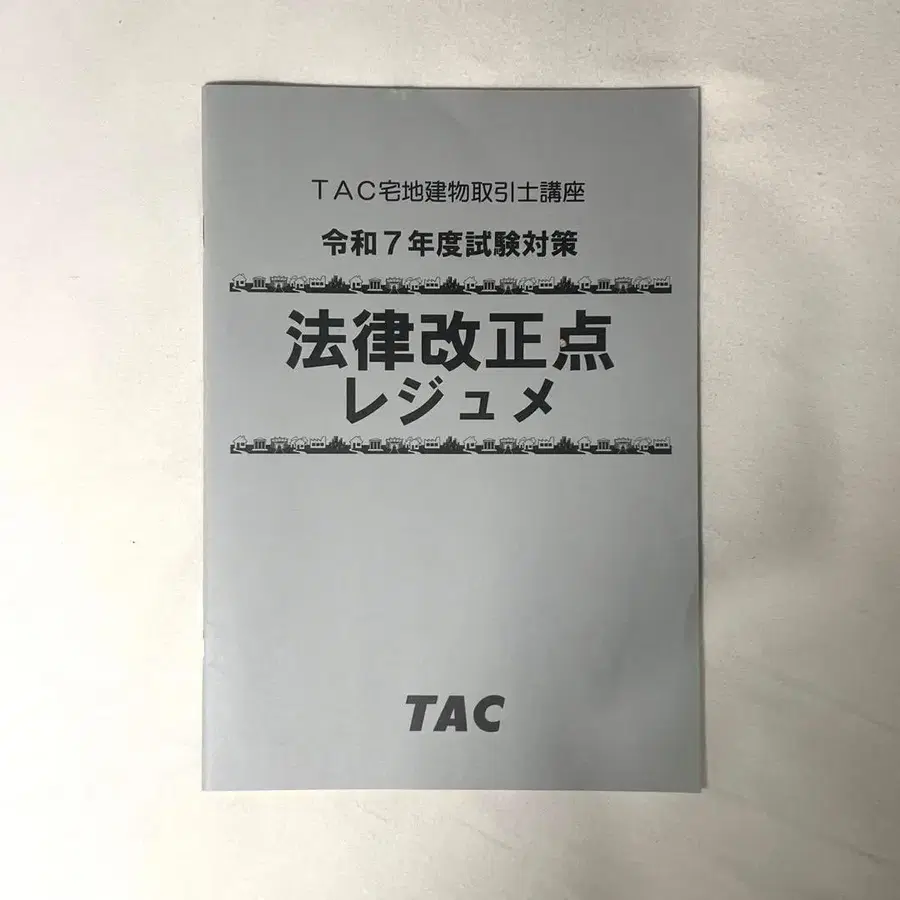 TAC宅地建物取引士講座
令和7年度試験対策
法律改正点
レジュメ
TAC